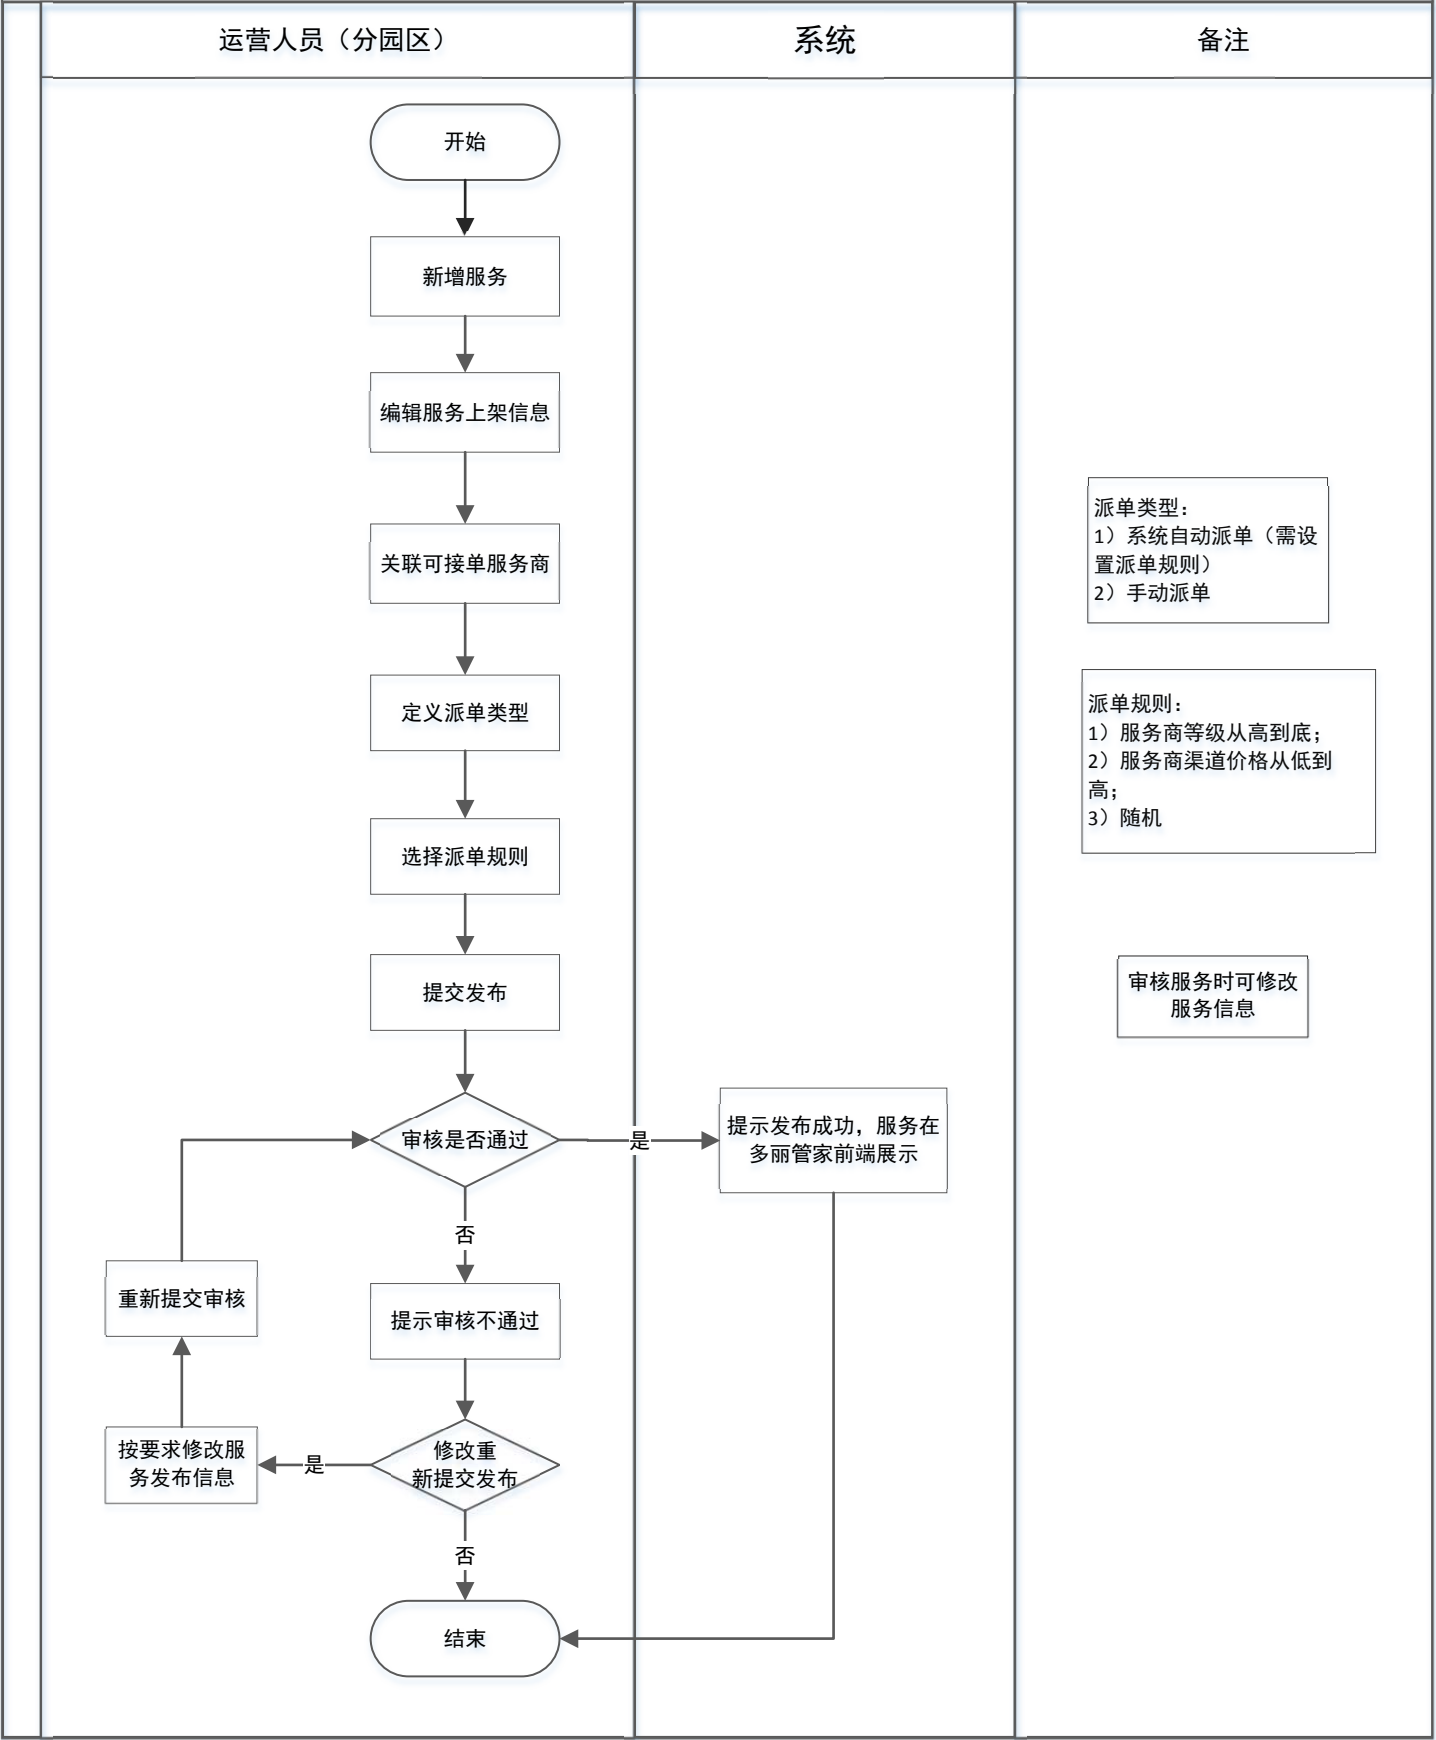 运营人员（分园区）
系统
备注
开始
新增服务
编辑服务上架信息
关联可接单服务商
定义派单类型
选择派单规则
提交发布
审核是否通过
是
提示发布成功，服务在
多丽管家前端展示
否
重新提交审核
提示审核不通过
按要求修改服
务发布信息
是
修改重
新提交发布
否
结束
派单类型：
1）系统自动派单（需设
置派单规则）
2）手动派单
派单规则：
1）服务商等级从高到底；
2）服务商渠道价格从低到
高；
3）随机
审核服务时可修改
服务信息